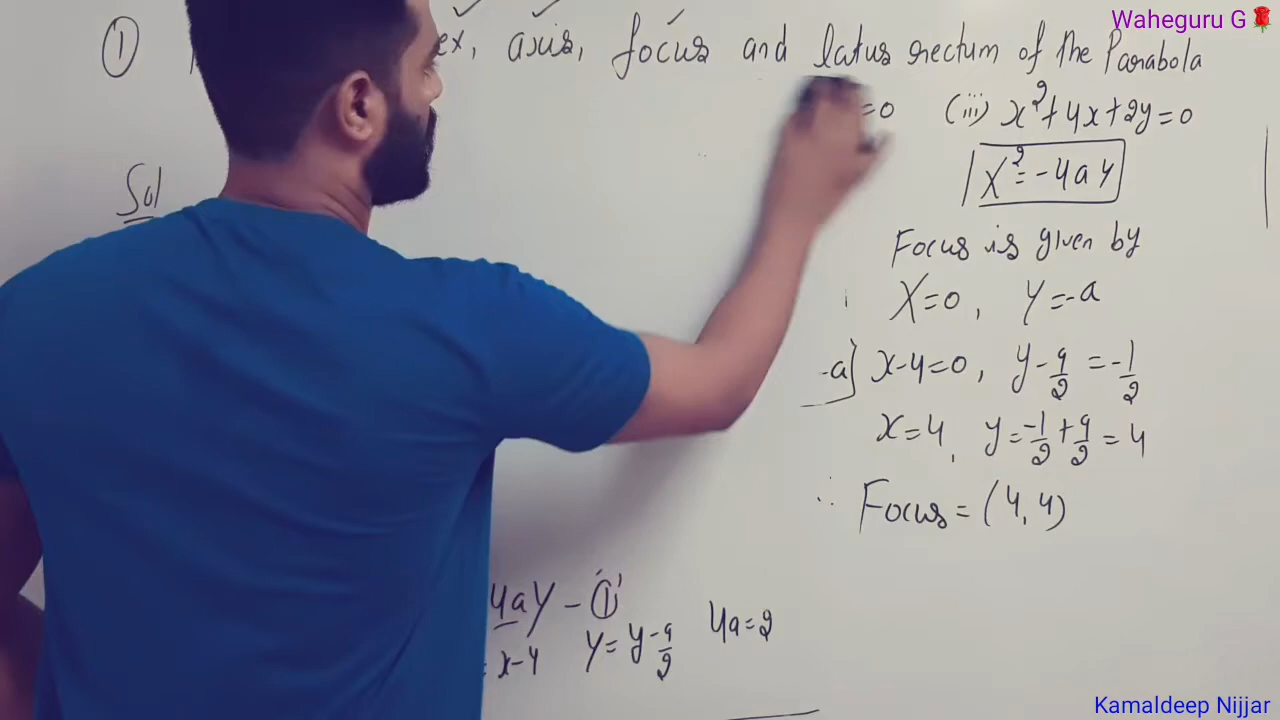 Waheguru G🌹
① ex, axis, focus and latus rectum of the Parabola
=0 (iii) x²+4x+2y=0
Sol
X²=-4aY
Focus is given by
X=0, Y=-a
-a] x-4=0, y-9/2=-1/2
x=4, y=-1/2+9/2=4
∴ Focus=(4,4)
4aY-①
=x-4 Y=y-9/2 4a=2
Kamaldeep Nijjar